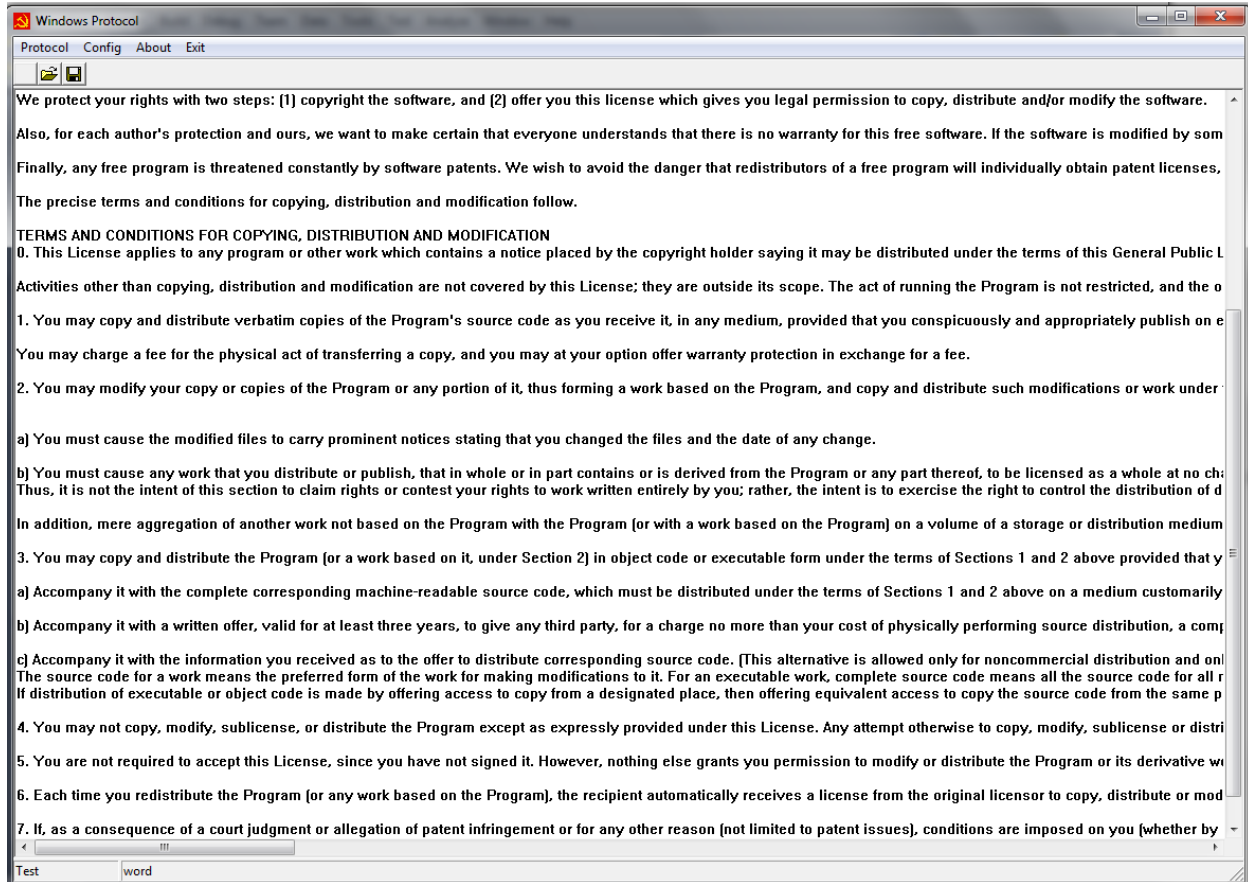 Windows Protocol
Protocol Config About Exit
We protect your rights with two steps: (1) copyright the software, and (2) offer you this license which gives you legal permission to copy, distribute and/or modify the software.
Also, for each author's protection and ours, we want to make certain that everyone understands that there is no warranty for this free software. If the software is modified by som
Finally, any free program is threatened constantly by software patents. We wish to avoid the danger that redistributors of a free program will individually obtain patent licenses,
The precise terms and conditions for copying, distribution and modification follow.
TERMS AND CONDITIONS FOR COPYING, DISTRIBUTION AND MODIFICATION
0. This License applies to any program or other work which contains a notice placed by the copyright holder saying it may be distributed under the terms of this General Public L
Activities other than copying, distribution and modification are not covered by this License; they are outside its scope. The act of running the Program is not restricted, and the o
1. You may copy and distribute verbatim copies of the Program's source code as you receive it, in any medium, provided that you conspicuously and appropriately publish on e
You may charge a fee for the physical act of transferring a copy, and you may at your option offer warranty protection in exchange for a fee.
2. You may modify your copy or copies of the Program or any portion of it, thus forming a work based on the Program, and copy and distribute such modifications or work under
a) You must cause the modified files to carry prominent notices stating that you changed the files and the date of any change.
b) You must cause any work that you distribute or publish, that in whole or in part contains or is derived from the Program or any part thereof, to be licensed as a whole at no
Thus, it is not the intent of this section to claim rights or contest your rights to work written entirely by you; rather, the intent is to exercise the right to control the distribution of d
In addition, mere aggregation of another work not based on the Program with the Program (or with a work based on the Program) on a volume of a storage or distribution medium
3. You may copy and distribute the Program (or a work based on it, under Section 2) in object code or executable form under the terms of Sections 1 and 2 above provided that y
a) Accompany it with the complete corresponding machine-readable source code, which must be distributed under the terms of Sections 1 and 2 above on a medium customarily
b) Accompany it with a written offer, valid for at least three years, to give any third party, for a charge no more than your cost of physically performing source distribution, a comp
c) Accompany it with the information you received as to the offer to distribute corresponding source code. (This alternative is allowed only for noncommercial distribution and onl
The source code for a work means the preferred form of the work for making modifications to it. For an executable work, complete source code means all the source code for all
If distribution of executable or object code is made by offering access to copy from a designated place, then offering equivalent access to copy the source code from the same p
4. You may not copy, modify, sublicense, or distribute the Program except as expressly provided under this License. Any attempt otherwise to copy, modify, sublicense or distri
5. You are not required to accept this License, since you have not signed it. However, nothing else grants you permission to modify or distribute the Program or its derivative
6. Each time you redistribute the Program (or any work based on the Program), the recipient automatically receives a license from the original licensor to copy, distribute or mod
7. If, as a consequence of a court judgment or allegation of patent infringement or for any other reason (not limited to patent issues), conditions are imposed on you (whether by
Test word